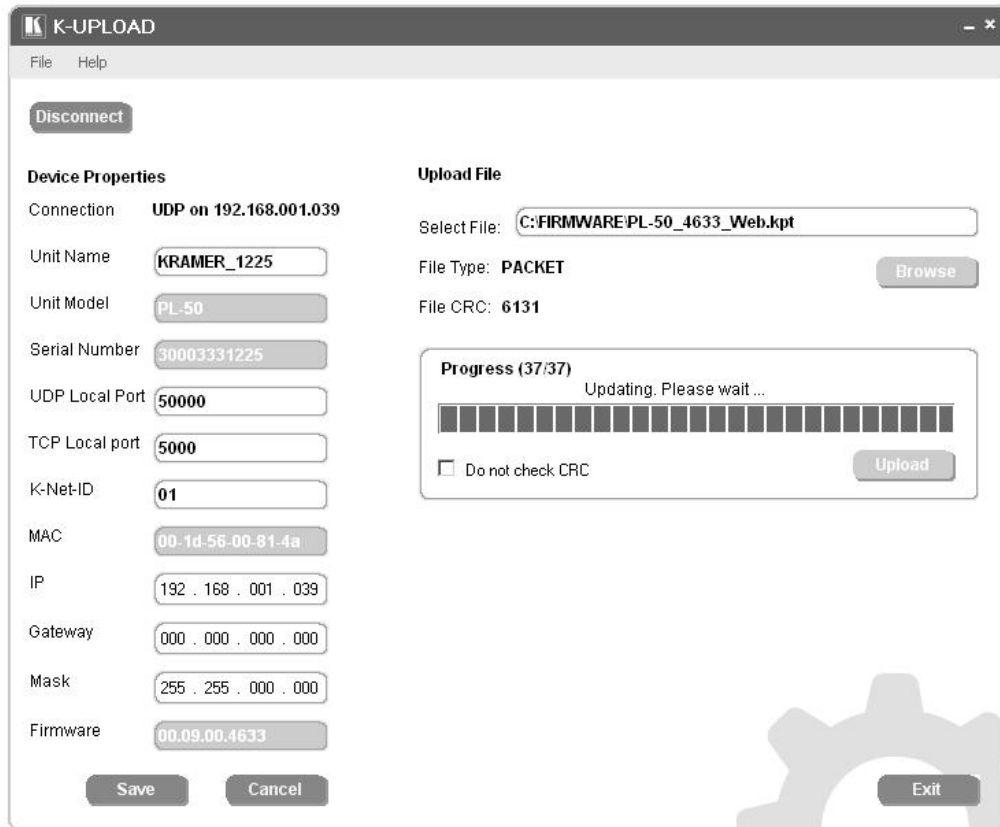 K-UPLOAD
File Help
Disconnect
Device Properties
Connection UDP on 192.168.001.039
Unit Name KRAMER_1225
Unit Model PL-50
Serial Number 30003331225
UDP Local Port 50000
TCP Local port 5000
K-Net-ID 01
MAC 00-1d-56-00-81-4a
IP 192 . 168 . 001 . 039
Gateway 000 . 000 . 000 . 000
Mask 255 . 255 . 000 . 000
Firmware 00.09.00.4633
Save Cancel
Upload File
Select File: C:\FIRMWARE\PL-50_4633_Web.kpt
File Type: PACKET
Browse
File CRC: 6131
Progress (37/37)
Updating. Please wait ...
Do not check CRC
Upload
Exit